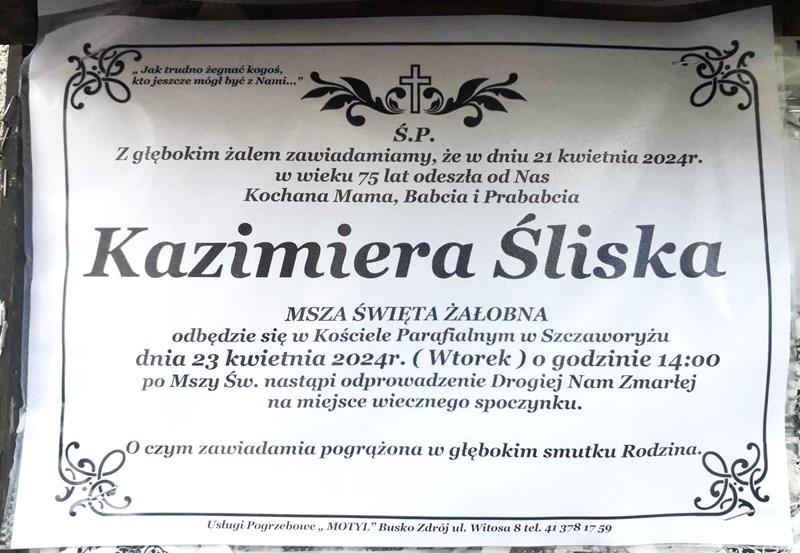 „ Jak trudno żegnać kogoś,
kto jeszcze mógł być z Nami..."
Ś.P.
Z głębokim żalem zawiadamiamy, że w dniu 21 kwietnia 2024r.
w wieku 75 lat odeszła od Nas
Kochana Mama, Babcia i Prababcia
Kazimiera Śliska
MSZA ŚWIĘTA ŻAŁOBNA
odbędzie się w Kościele Parafialnym w Szczaworyżu
dnia 23 kwietnia 2024r. ( Wtorek ) o godzinie 14:00
po Mszy Św. nastąpi odprowadzenie Drogiej Nam Zmarłej
na miejsce wiecznego spoczynku.
O czym zawiadamia pogrążona w głębokim smutku Rodzina.
Usługi Pogrzebowe „ MOTYL" Busko Zdrój ul. Witosa 8 tel. 41 378 17 59